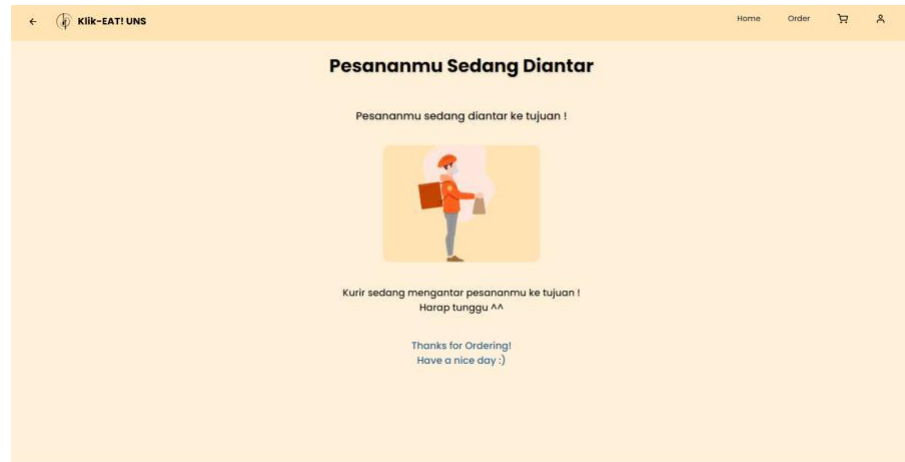 Klik-EAT! UNS
Home Order
Pesananmu Sedang Diantar
Pesananmu sedang diantar ke tujuan !
Kurir sedang mengantar pesananmu ke tujuan !
Harap tunggu ^^
Thanks for Ordering!
Have a nice day :)